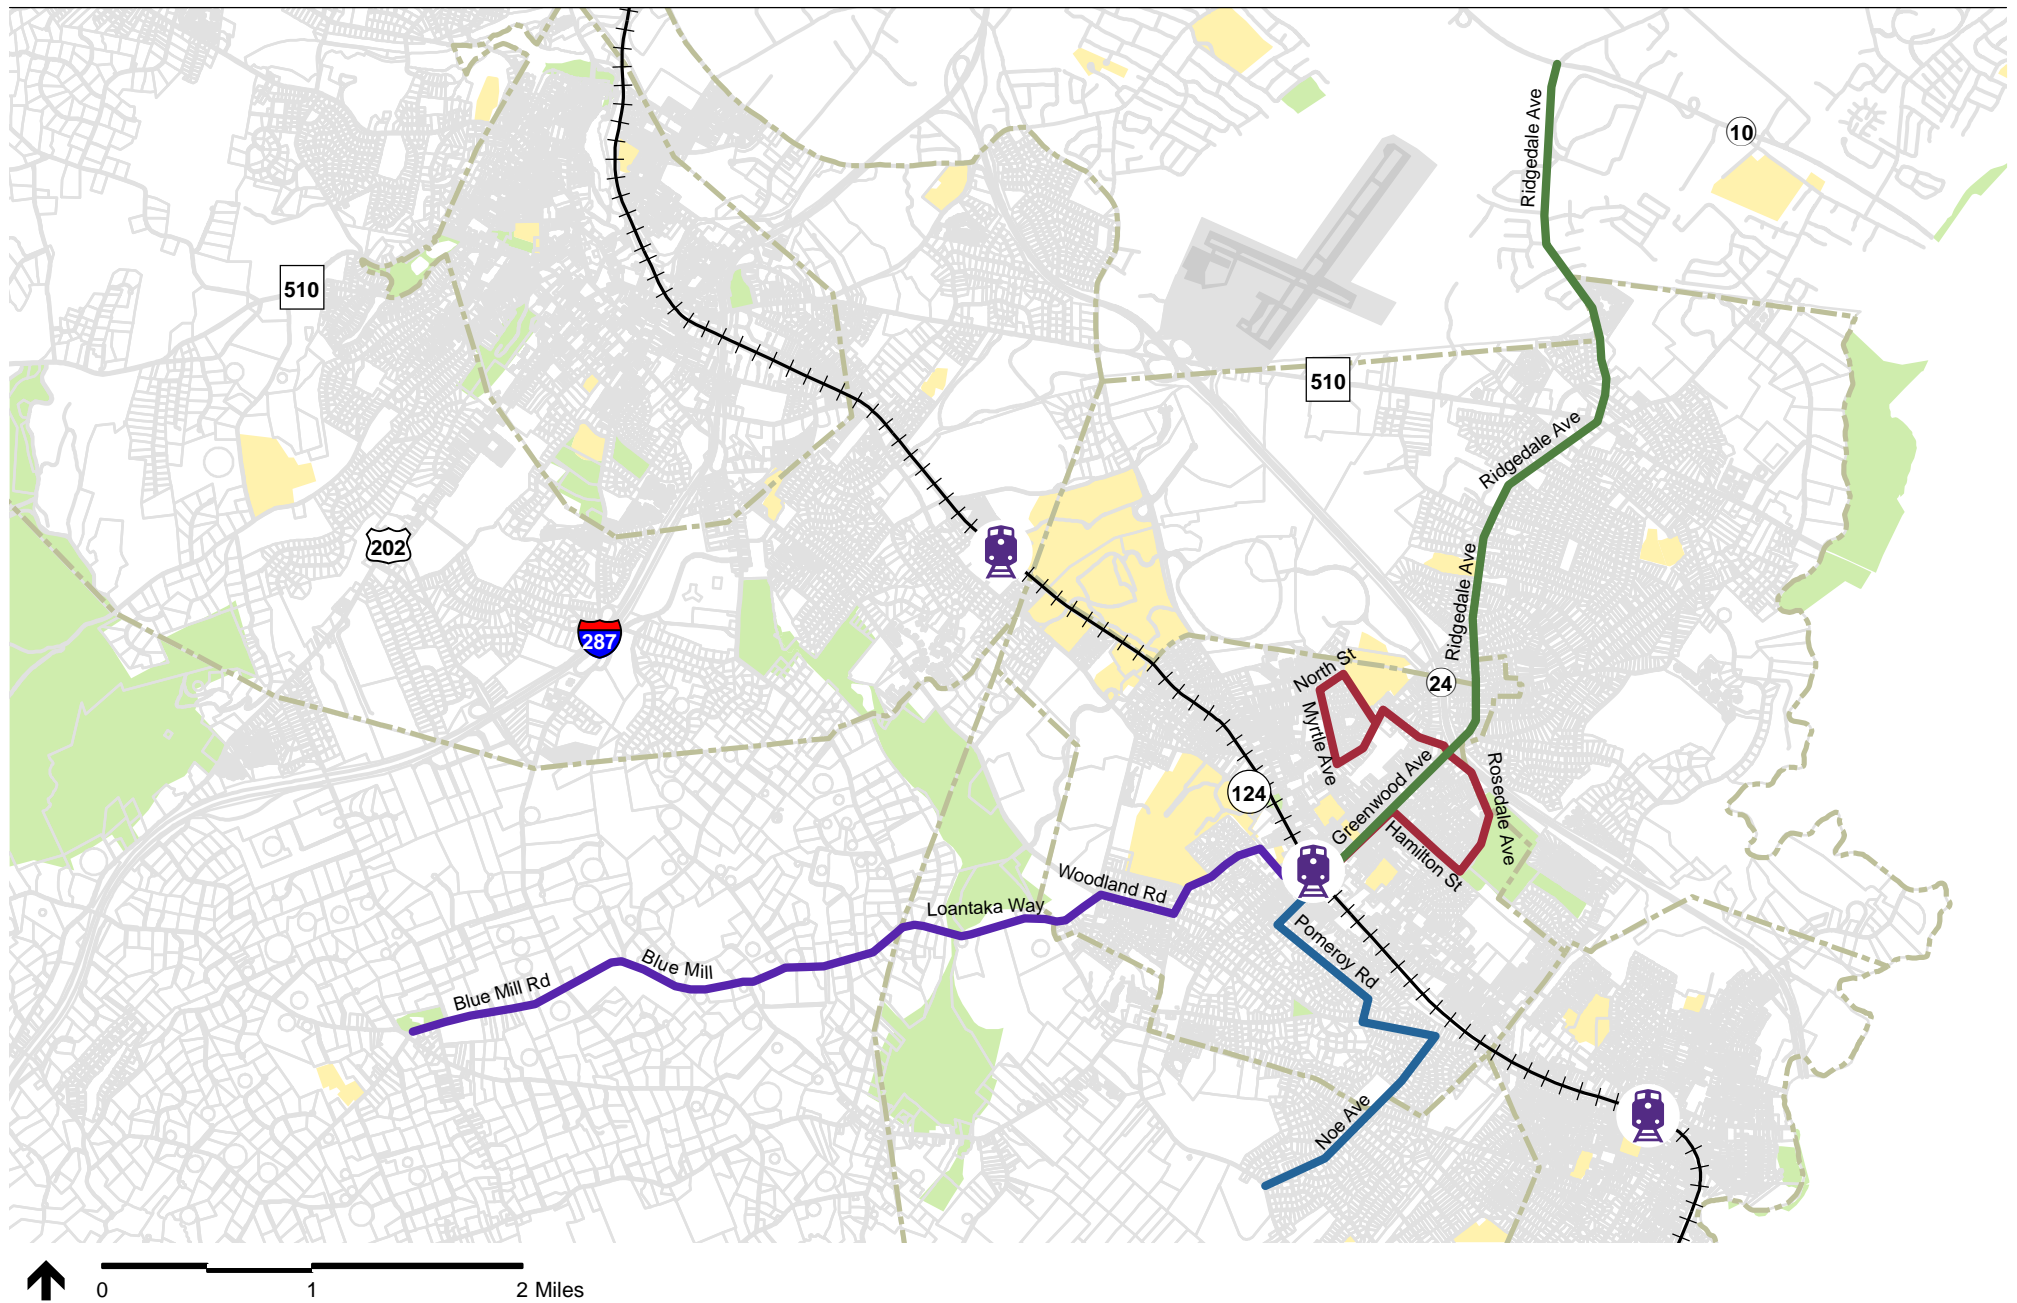 Ridgedale Ave
10
510
510
Ridgedale Ave
202
Ridgedale Ave
287
North St
24
Myrtle Ave
Rosedale Ave
Greenwood Ave
124
Hamilton St
Woodland Rd
Loantaka Way
Pomeroy Rd
Blue Mill
Blue Mill Rd
Noe Ave
0 1 2 Miles